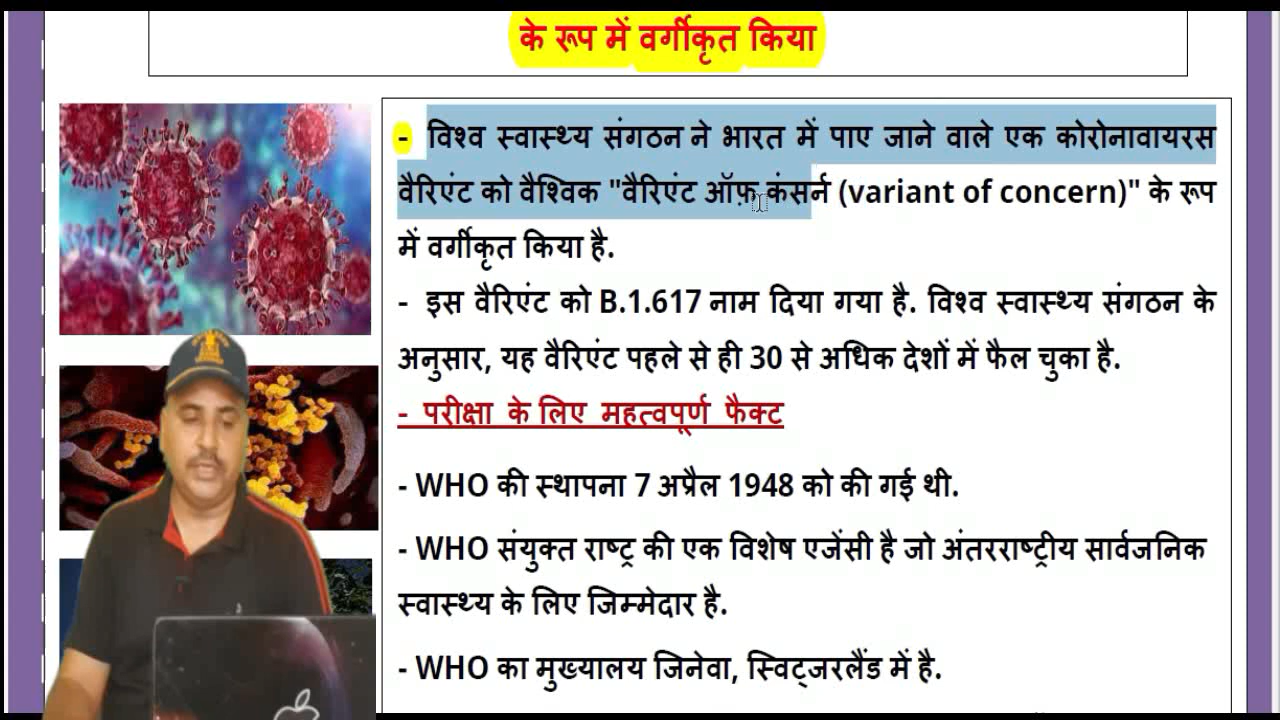 के रूप में वर्गीकृत किया
- विश्व स्वास्थ्य संगठन ने भारत में पाए जाने वाले एक कोरोनावायरस
वैरिएंट को वैश्विक "वैरिएंट ऑफ़ कंसर्न (variant of concern)" के रूप
में वर्गीकृत किया है.
- इस वैरिएंट को B.1.617 नाम दिया गया है. विश्व स्वास्थ्य संगठन के
अनुसार, यह वैरिएंट पहले से ही 30 से अधिक देशों में फैल चुका है.
- परीक्षा के लिए महत्वपूर्ण फैक्ट
- WHO की स्थापना 7 अप्रैल 1948 को की गई थी.
- WHO संयुक्त राष्ट्र की एक विशेष एजेंसी है जो अंतरराष्ट्रीय सार्वजनिक
स्वास्थ्य के लिए जिम्मेदार है.
- WHO का मुख्यालय जिनेवा, स्विट्जरलैंड में है.